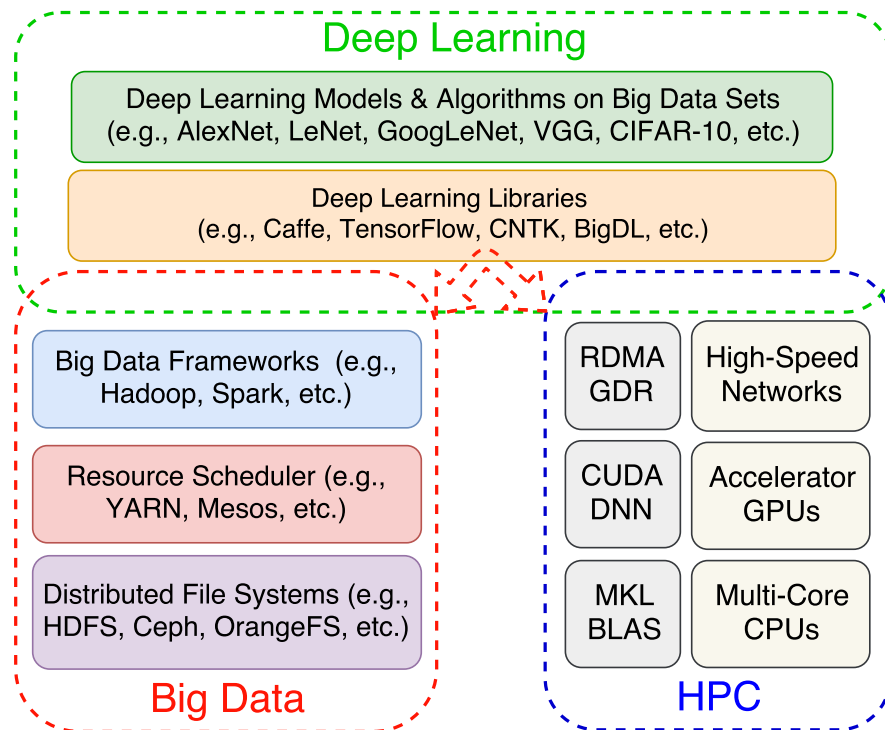 Deep Learning
Deep Learning Models & Algorithms on Big Data Sets
(e.g., AlexNet, LeNet, GoogLeNet, VGG, CIFAR-10, etc.)
Deep Learning Libraries
(e.g., Caffe, TensorFlow, CNTK, BigDL, etc.)
Big Data Frameworks  (e.g.,
Hadoop, Spark, etc.)
Resource Scheduler (e.g.,
YARN, Mesos, etc.)
Distributed File Systems (e.g.,
HDFS, Ceph, OrangeFS, etc.)
Big Data
RDMA
GDR
High-Speed
Networks
CUDA
DNN
Accelerator
GPUs
MKL
BLAS
Multi-Core
CPUs
HPC